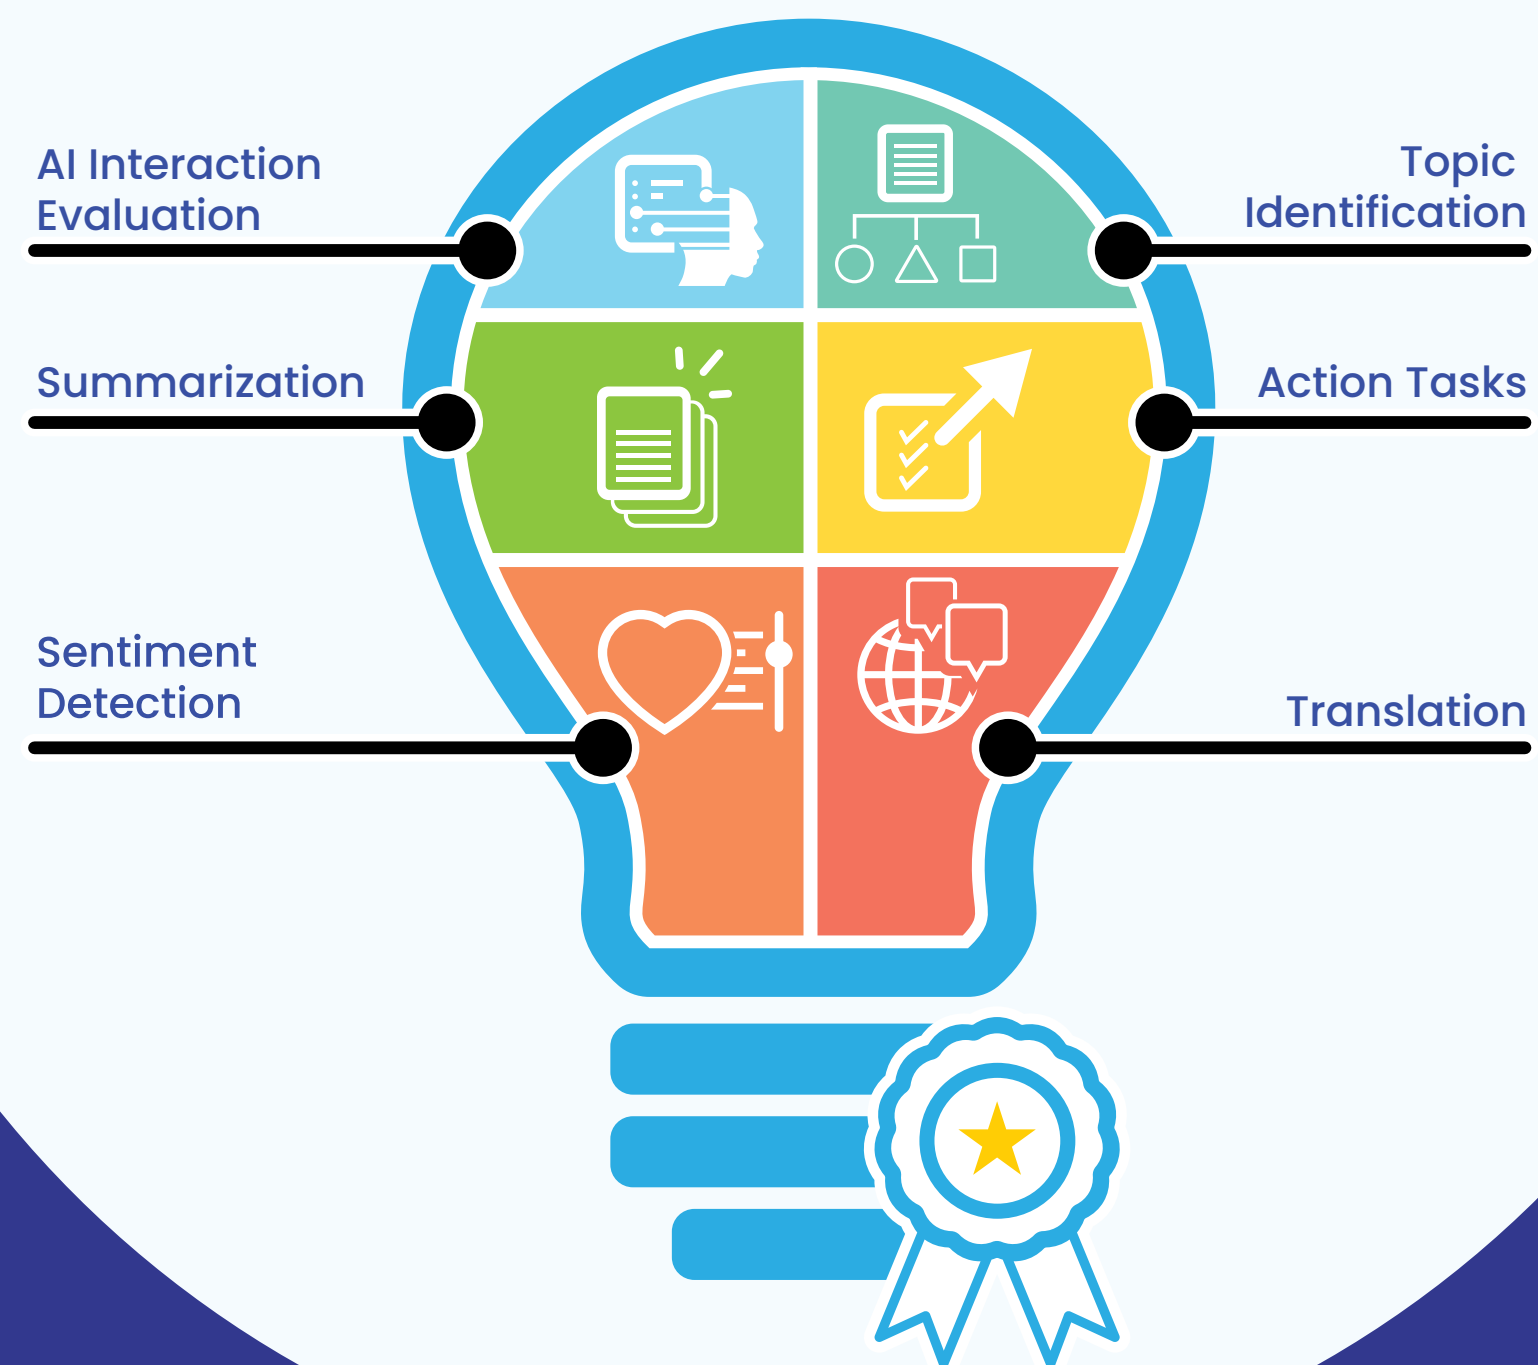 AI Interaction
Evaluation
Topic
Identification
Summarization
Action Tasks
Sentiment
Detection
Translation